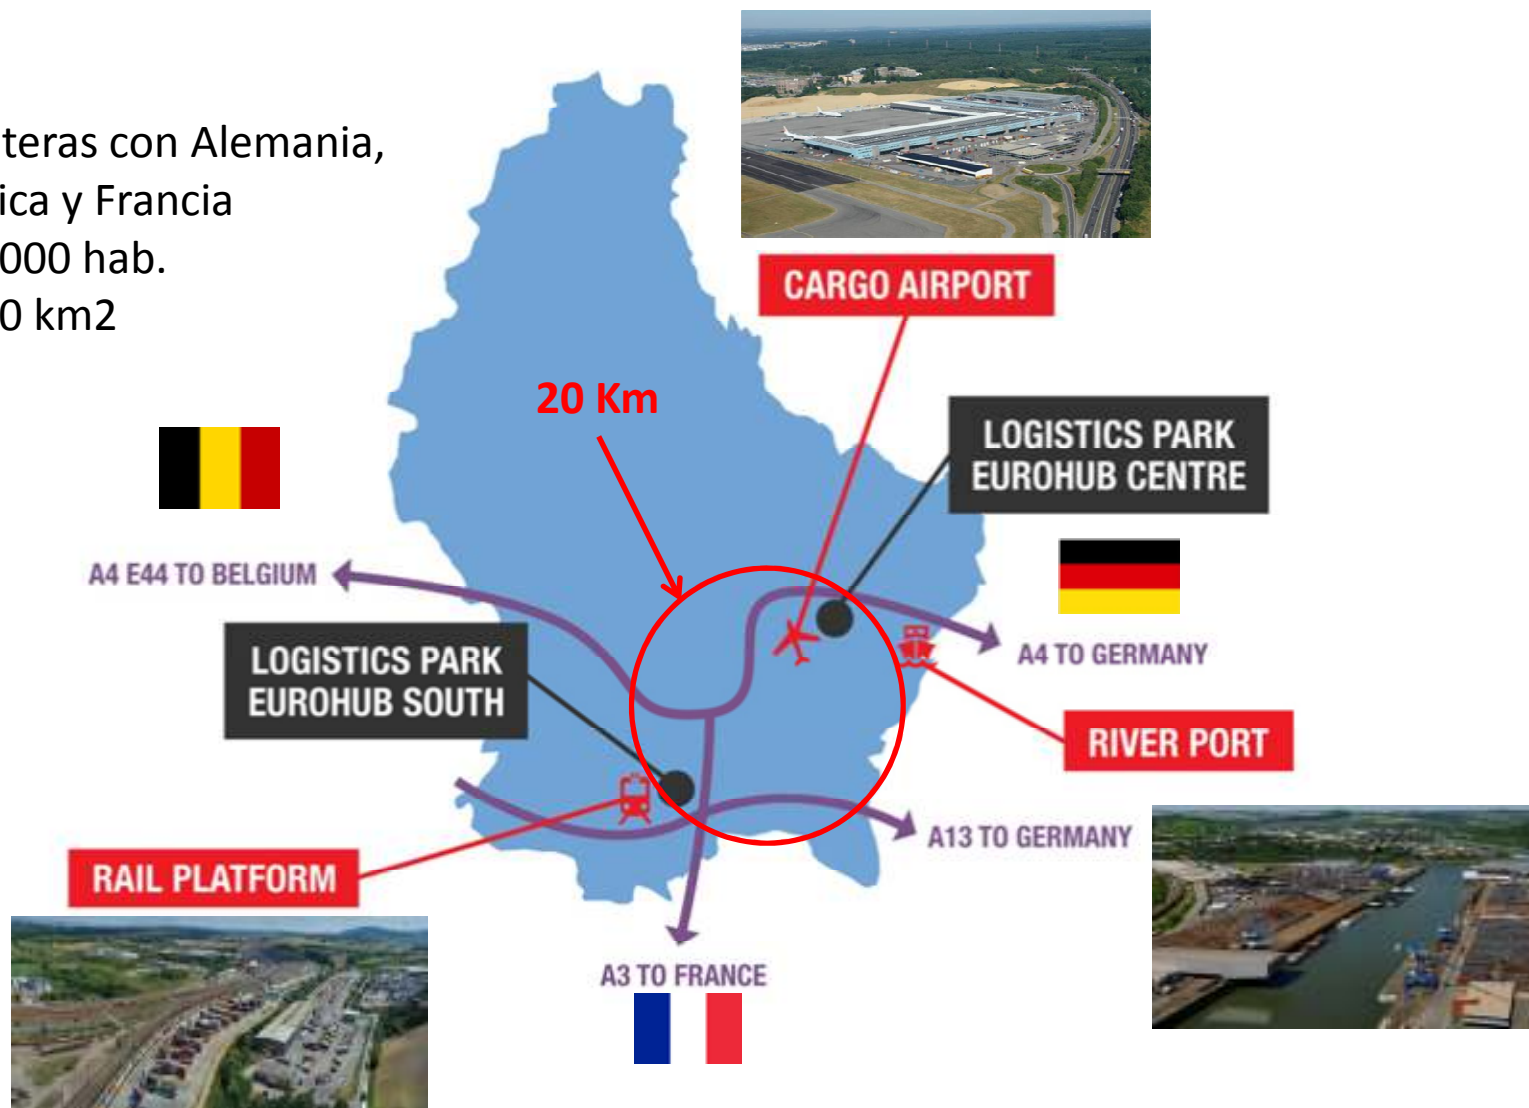 teras con Alemania,
ica y Francia
000 hab.
0 km2
CARGO AIRPORT
20 Km
LOGISTICS PARK
EUROHUB CENTRE
A4 E44 TO BELGIUM
LOGISTICS PARK
EUROHUB SOUTH
A4 TO GERMANY
RIVER PORT
A13 TO GERMANY
RAIL PLATFORM
A3 TO FRANCE